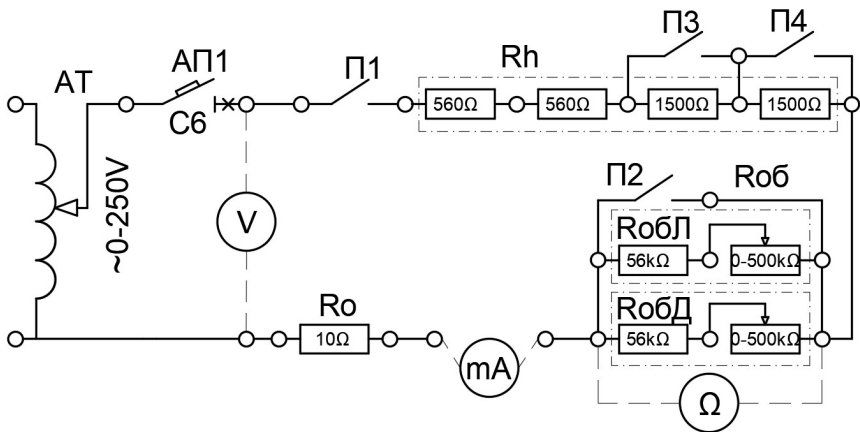 АТ
АП1
С6
П1
Rh
П3
П4
560Ω
560Ω
1500Ω
1500Ω
~0-250V
V
П2
Rоб
RобЛ
56kΩ
0-500kΩ
RобД
56kΩ
0-500kΩ
Rо
10Ω
mA
Ω